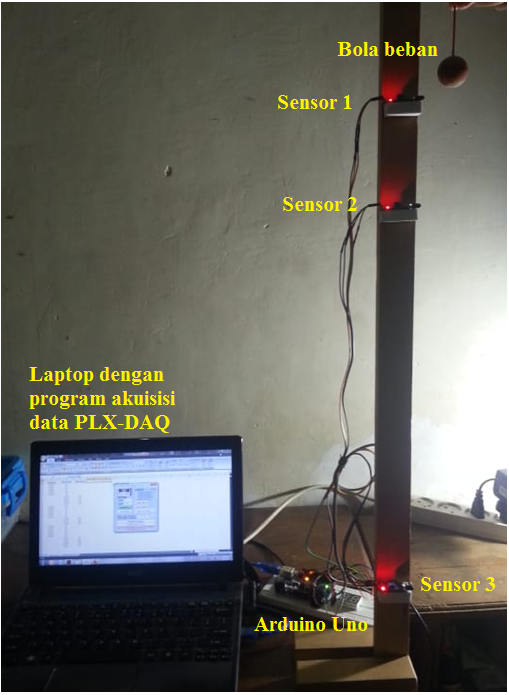 Bola beban
Sensor 1
Sensor 2
Laptop dengan
program akuisisi
data PLX-DAQ
Sensor 3
Arduino Uno